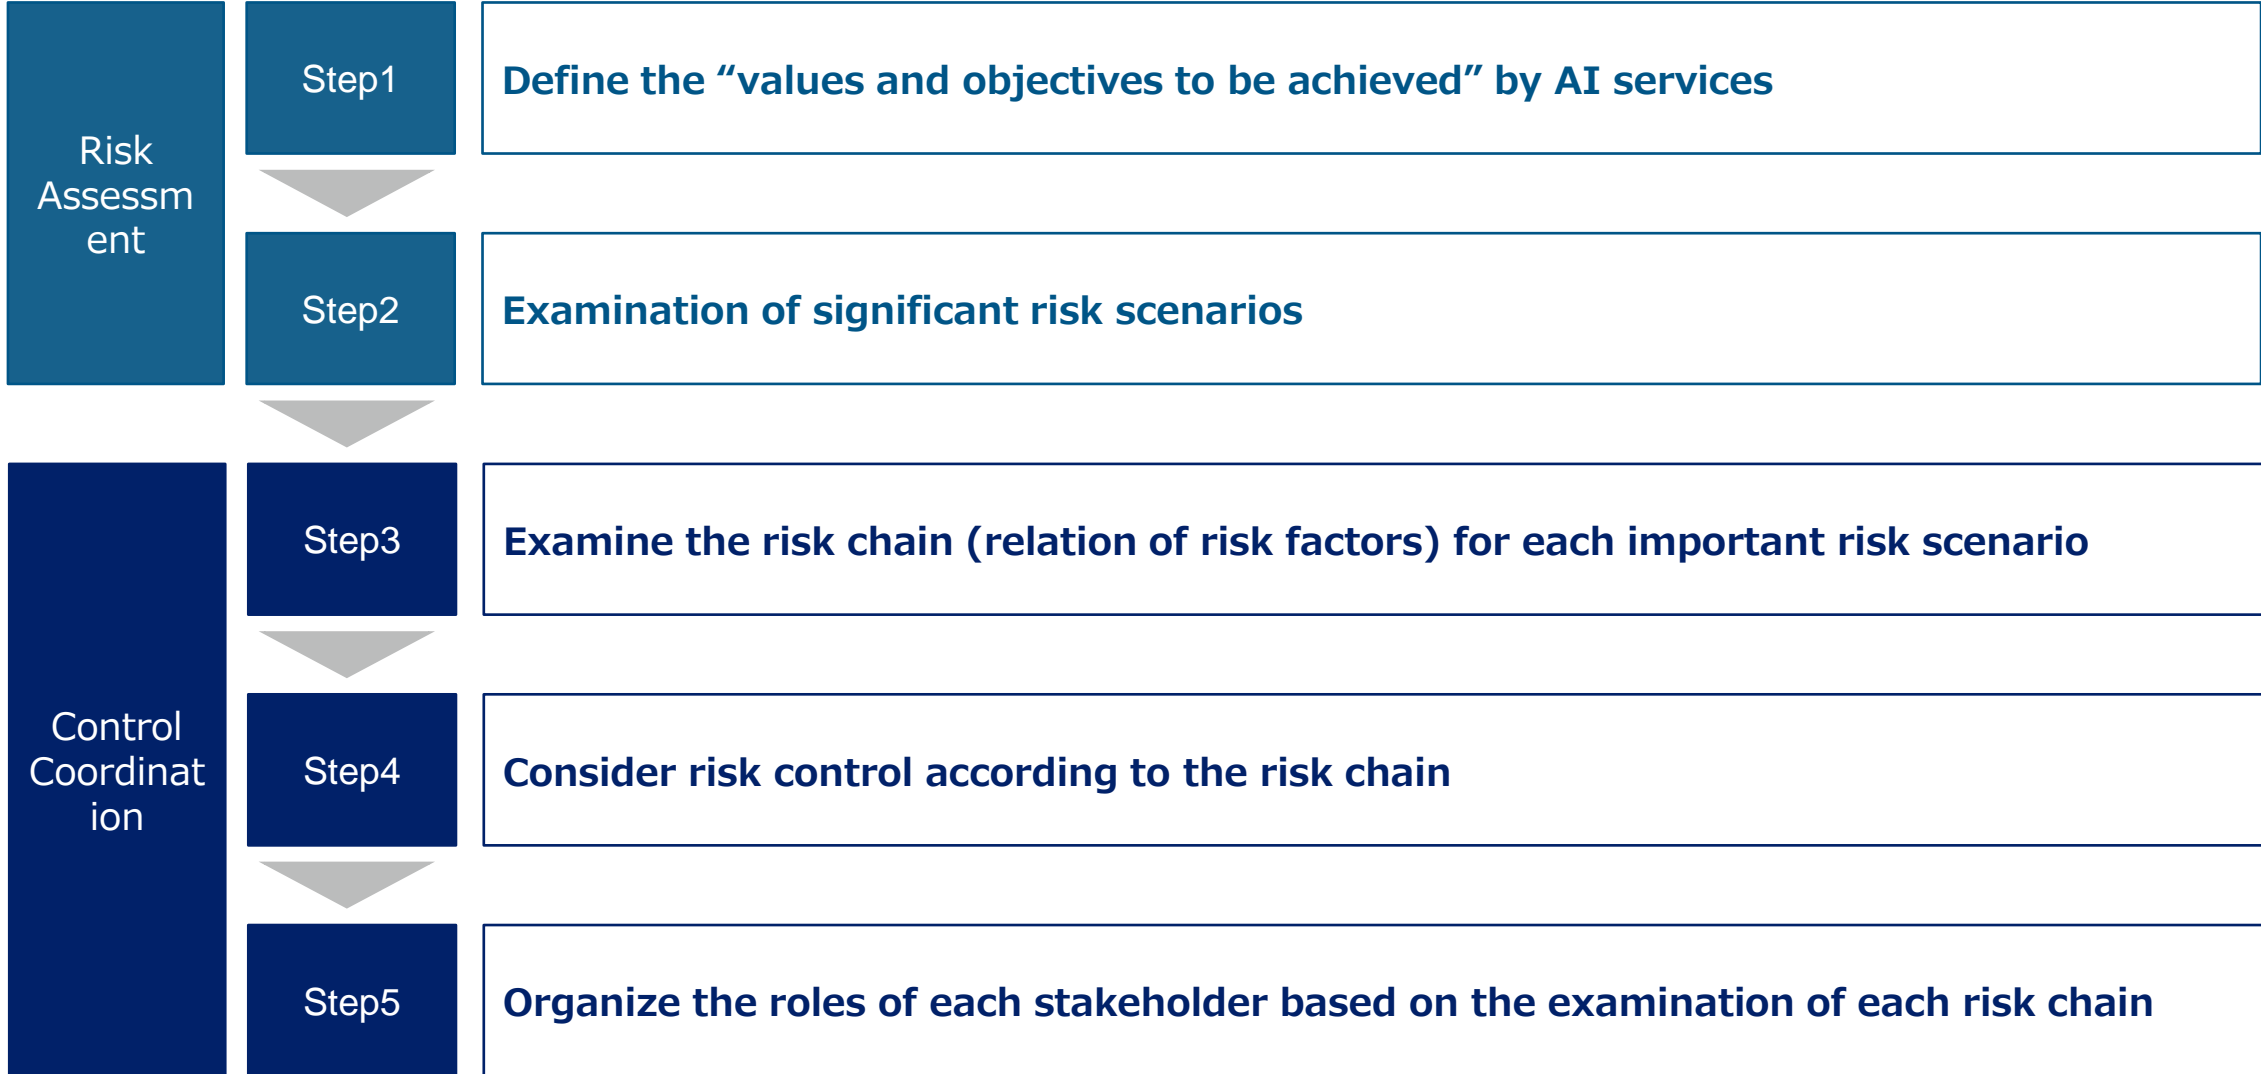 Risk
Assessm
ent
Step1
Define the “values and objectives to be achieved” by AI services
Step2
Examination of significant risk scenarios
Control
Coordinat
ion
Step3
Examine the risk chain (relation of risk factors) for each important risk scenario
Step4
Consider risk control according to the risk chain
Step5
Organize the roles of each stakeholder based on the examination of each risk chain